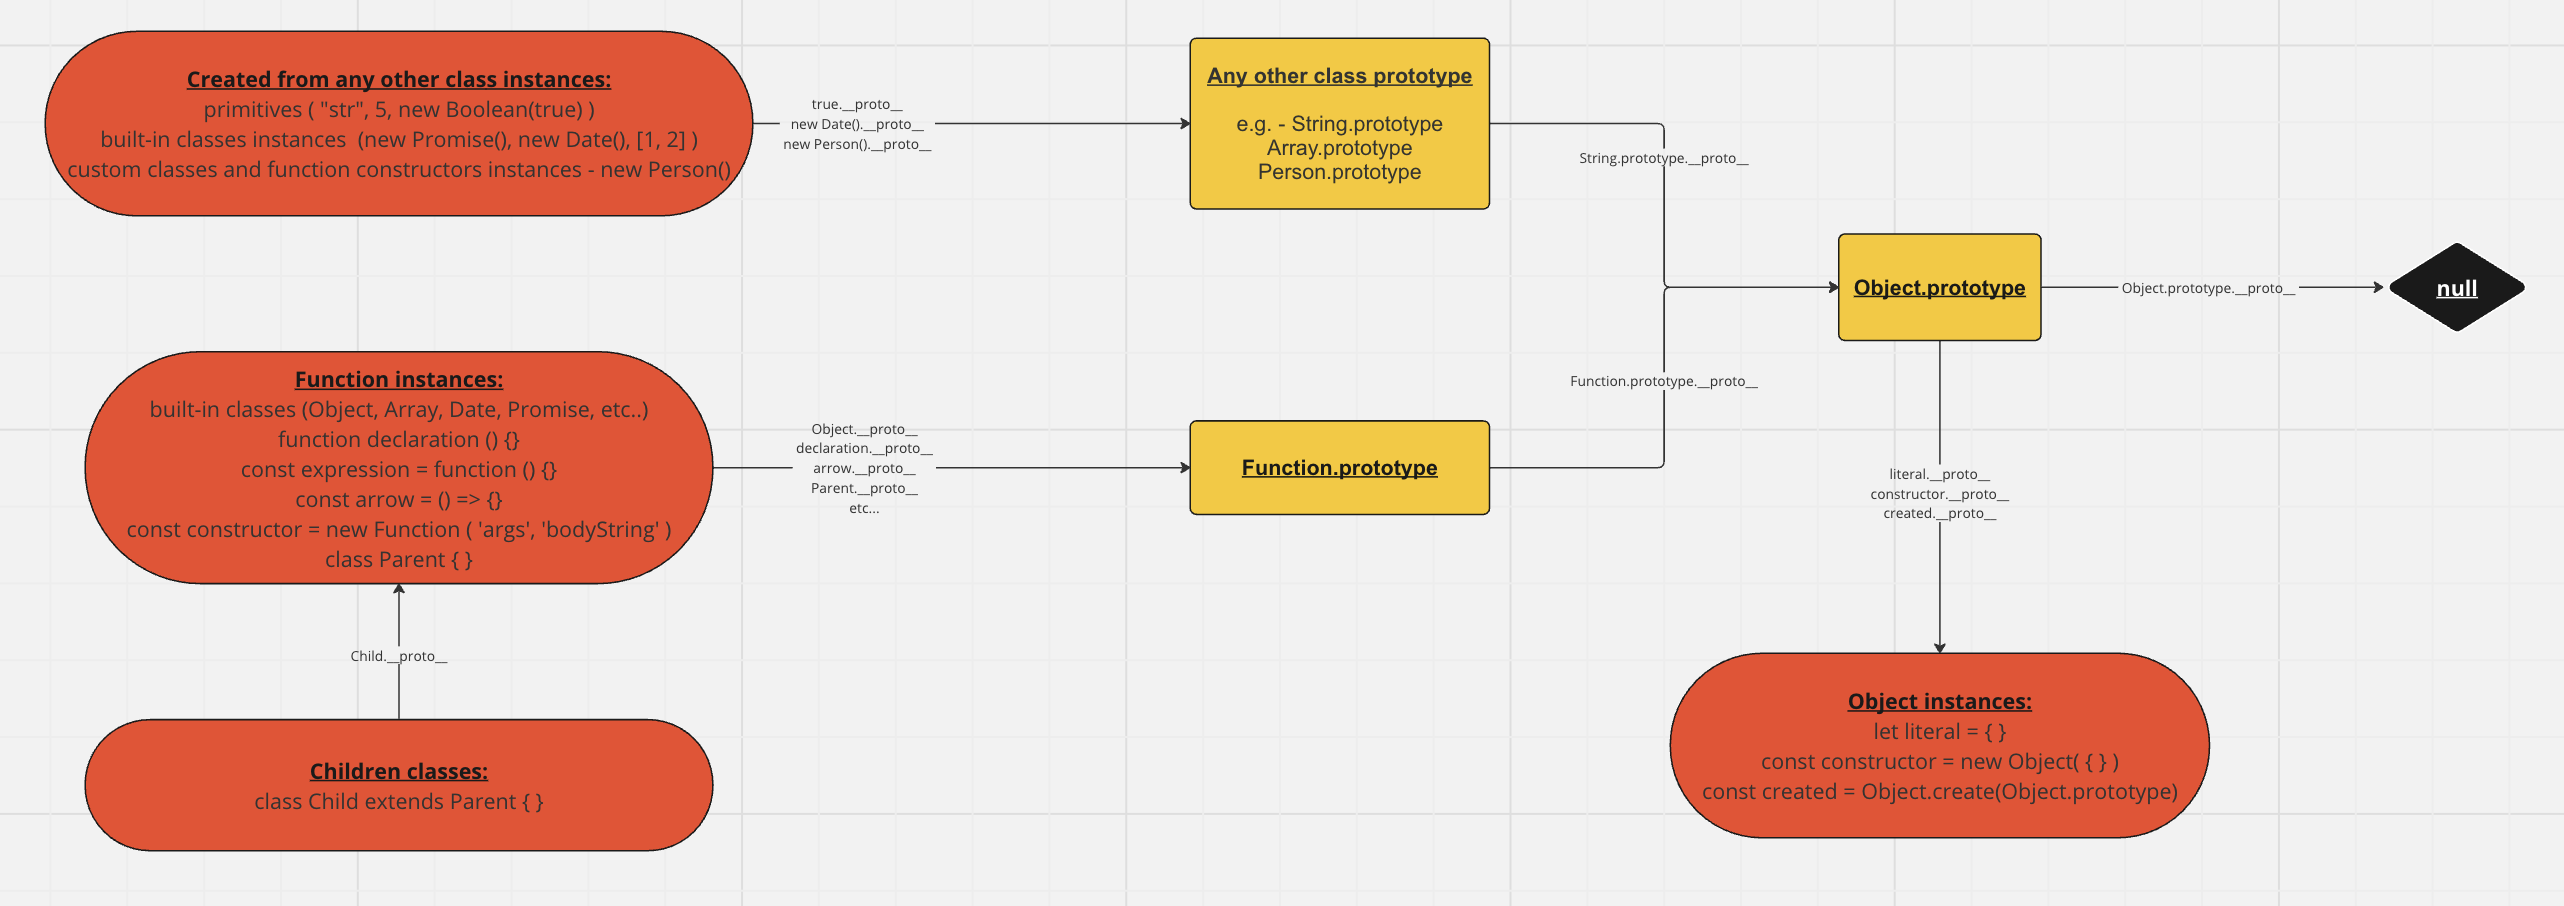 Created from any other class instances:
primitives ( "str", 5, new Boolean(true) )
built-in classes instances  (new Promise(), new Date(), [1, 2] )
custom classes and function constructors instances - new Person()
true.__proto__
new Date().__proto__
new Person().__proto__
Any other class prototype
e.g. - String.prototype
Array.prototype
Person.prototype
String.prototype.__proto__
Object.prototype
Object.prototype.__proto__
null
Function instances:
built-in classes (Object, Array, Date, Promise, etc..)
function declaration () {}
const expression = function () {}
const arrow = () => {}
const constructor = new Function ( 'args', 'bodyString' )
class Parent { }
Object.__proto__
declaration.__proto__
arrow.__proto__
Parent.__proto__
etc...
Function.prototype
Function.prototype.__proto__
literal.__proto__
constructor.__proto__
created.__proto__
Child.__proto__
Children classes:
class Child extends Parent { }
Object instances:
let literal = { }
const constructor = new Object( { } )
const created = Object.create(Object.prototype)